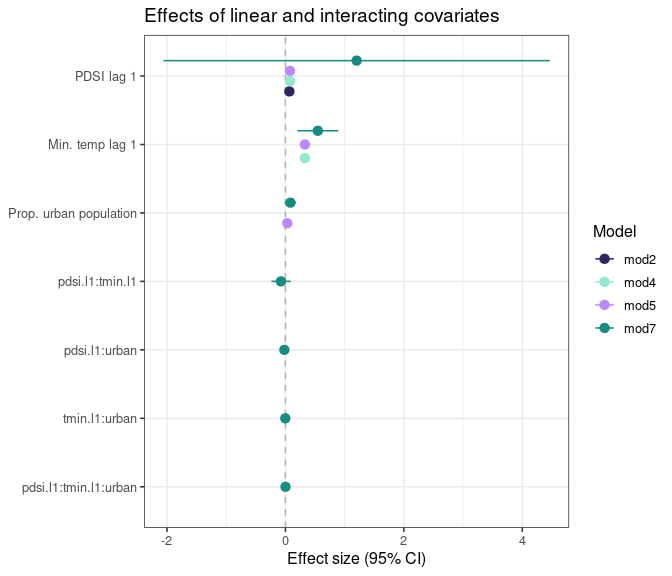 Effects of linear and interacting covariates
PDSI lag 1
Min. temp lag 1
Prop. urban population
pdsi.l1:tmin.l1
pdsi.l1:urban
tmin.l1:urban
pdsi.l1:tmin.l1:urban
-2 0 2 4
Effect size (95% CI)
Model
mod2
mod4
mod5
mod7